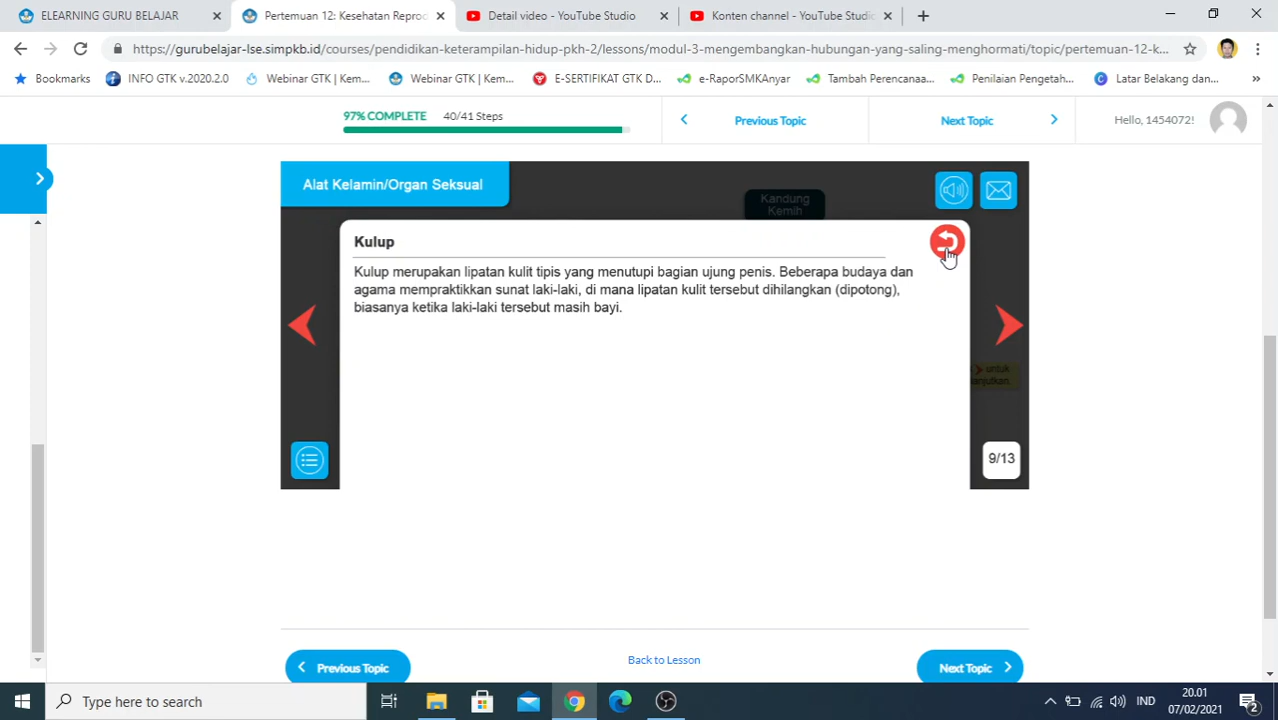 ELEARNING GURU BELAJAR
Pertemuan 12: Kesehatan Reproc
Detail video - YouTube Studio
Konten channel - YouTube Studio
https://gurubelajar-lse.simpkb.id/courses/pendidikan-keterampilan-hidup-pkh-2/lessons/modul-3-mengembangkan-hubungan-yang-saling-menghormati/topic/pertemuan-12-k...
Bookmarks
INFO GTK v.2020.2.0
Webinar GTK | Kem...
Webinar GTK | Kem...
E-SERTIFIKAT GTK D...
e-RaporSMKAnyar
Tambah Perencanaa...
Penilaian Pengetah...
Latar Belakang dan...
97% COMPLETE 40/41 Steps
Previous Topic
Next Topic
Hello, 1454072!
Alat Kelamin/Organ Seksual
Kandung
Kemih
Kulup
Kulup merupakan lipatan kulit tipis yang menutupi bagian ujung penis. Beberapa budaya dan
agama mempraktikkan sunat laki-laki, di mana lipatan kulit tersebut dihilangkan (dipotong),
biasanya ketika laki-laki tersebut masih bayi.
untuk
9/13
Previous Topic
Back to Lesson
Next Topic
Type here to search
IND
20.01
07/02/2021
2